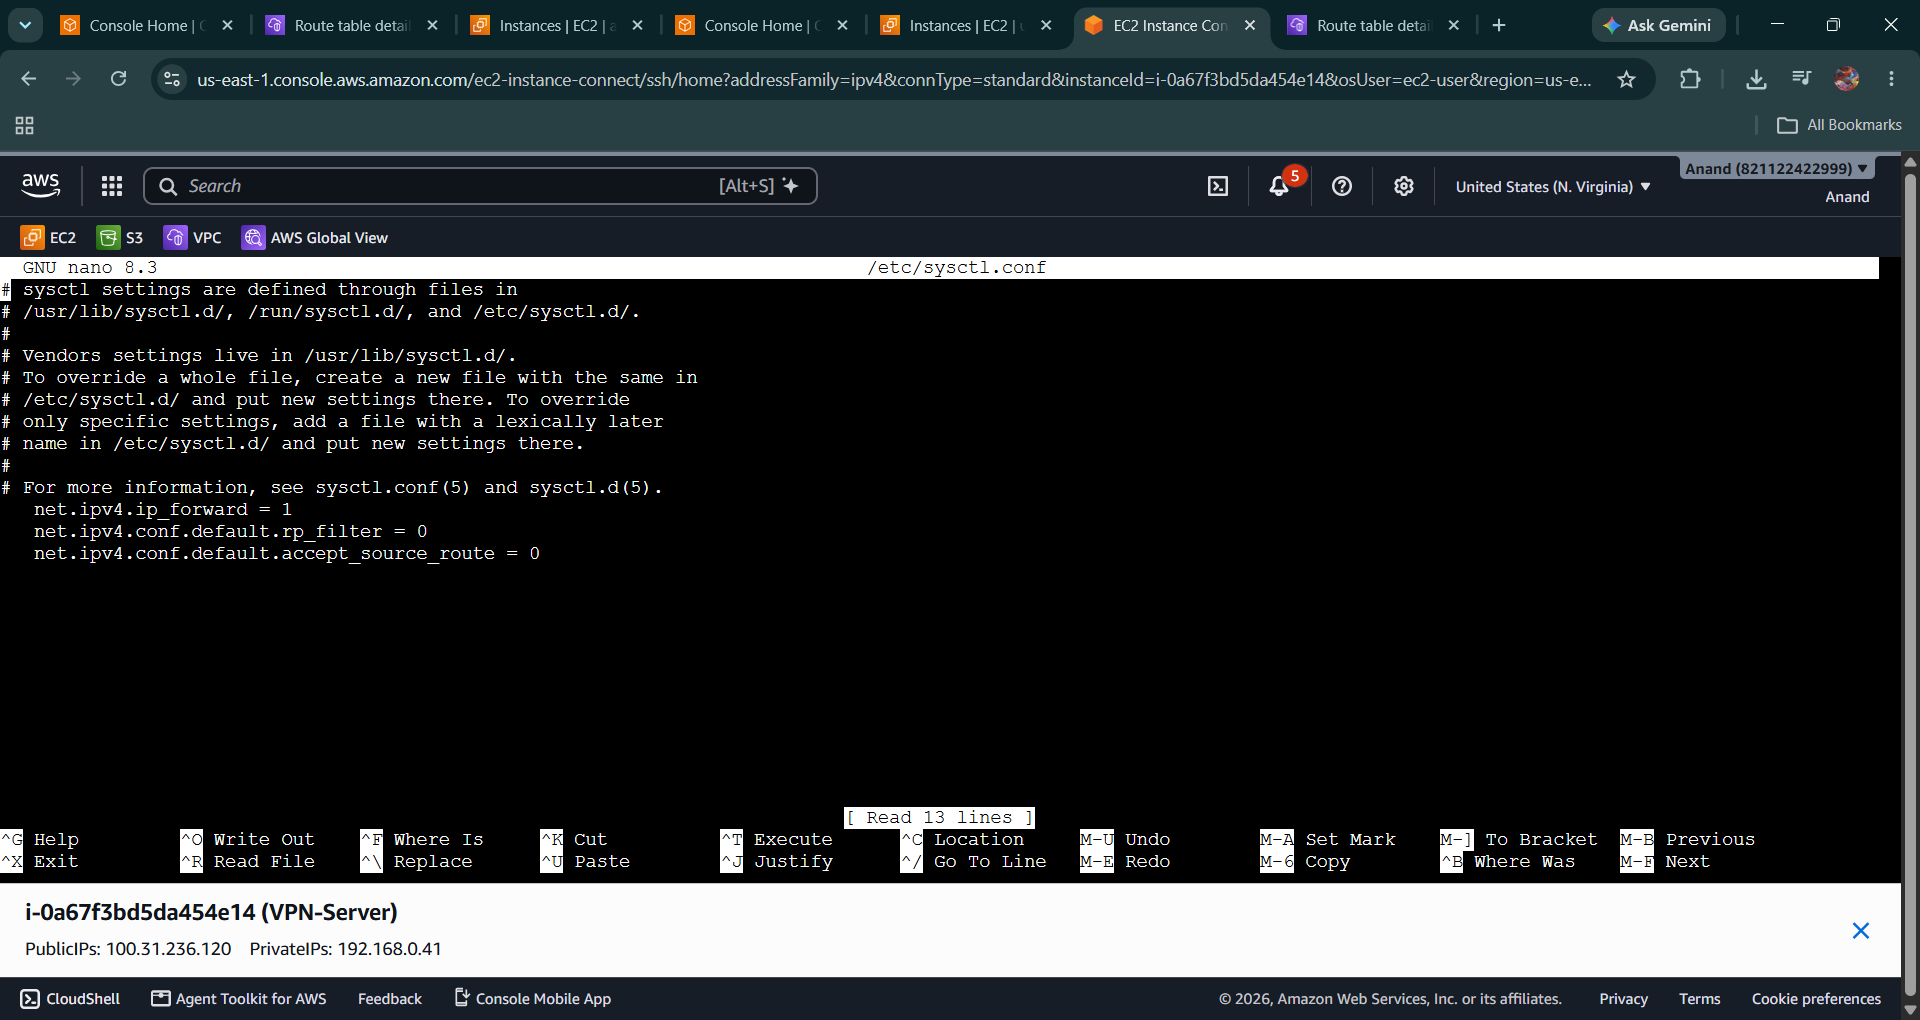 Console Home | C
Route table detail
Instances | EC2 | a
Console Home | C
Instances | EC2 | u
EC2 Instance Con
Route table detail
Ask Gemini
us-east-1.console.aws.amazon.com/ec2-instance-connect/ssh/home?addressFamily=ipv4&connType=standard&instanceId=i-0a67f3bd5da454e14&osUser=ec2-user&region=us-e...
All Bookmarks
aws
Search
[Alt+S]
5
United States (N. Virginia)
Anand (821122422999)
Anand
EC2
S3
VPC
AWS Global View
GNU nano 8.3 /etc/sysctl.conf
# sysctl settings are defined through files in
# /usr/lib/sysctl.d/, /run/sysctl.d/, and /etc/sysctl.d/.
#
# Vendors settings live in /usr/lib/sysctl.d/.
# To override a whole file, create a new file with the same in
# /etc/sysctl.d/ and put new settings there. To override
# only specific settings, add a file with a lexically later
# name in /etc/sysctl.d/ and put new settings there.
#
# For more information, see sysctl.conf(5) and sysctl.d(5).
net.ipv4.ip_forward = 1
net.ipv4.conf.default.rp_filter = 0
net.ipv4.conf.default.accept_source_route = 0
[ Read 13 lines ]
^G Help ^O Write Out ^F Where Is ^K Cut ^T Execute ^C Location M-U Undo M-A Set Mark M-] To Bracket M-B Previous
^X Exit ^R Read File ^\ Replace ^U Paste ^J Justify ^/ Go To Line M-E Redo M-6 Copy ^B Where Was M-F Next
i-0a67f3bd5da454e14 (VPN-Server)
PublicIPs: 100.31.236.120 PrivateIPs: 192.168.0.41
CloudShell
Agent Toolkit for AWS
Feedback
Console Mobile App
© 2026, Amazon Web Services, Inc. or its affiliates.
Privacy
Terms
Cookie preferences